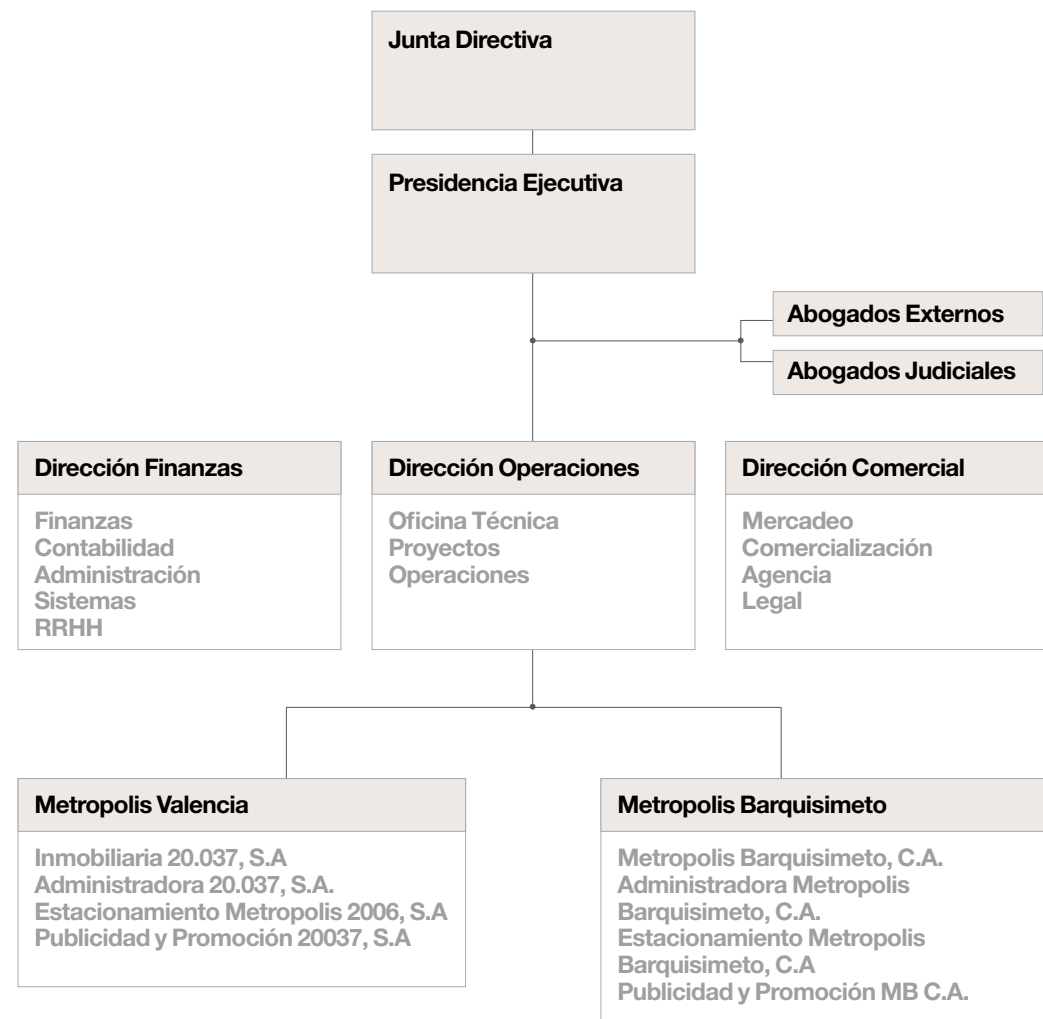 Junta Directiva
Presidencia Ejecutiva
Abogados Externos
Abogados Judiciales
Dirección Finanzas
Finanzas
Contabilidad
Administración
Sistemas
RRHH
Dirección Operaciones
Oficina Técnica
Proyectos
Operaciones
Dirección Comercial
Mercadeo
Comercialización
Agencia
Legal
Metropolis Valencia
Inmobiliaria 20.037, S.A
Administradora 20.037, S.A.
Estacionamiento Metropolis 2006, S.A
Publicidad y Promoción 20037, S.A
Metropolis Barquisimeto
Metropolis Barquisimeto, C.A.
Administradora Metropolis
Barquisimeto, C.A.
Estacionamiento Metropolis
Barquisimeto, C.A
Publicidad y Promoción MB C.A.